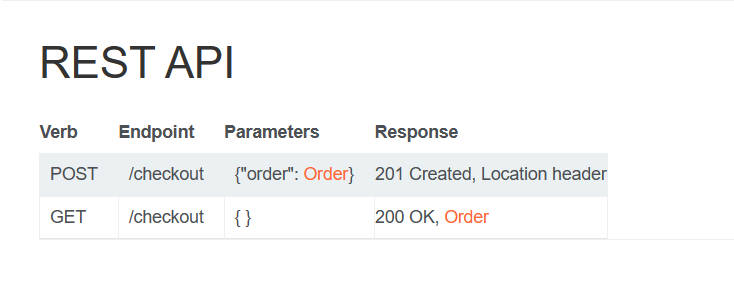 REST API
Verb Endpoint Parameters Response
POST /checkout {"order": Order} 201 Created, Location header
GET /checkout { } 200 OK, Order